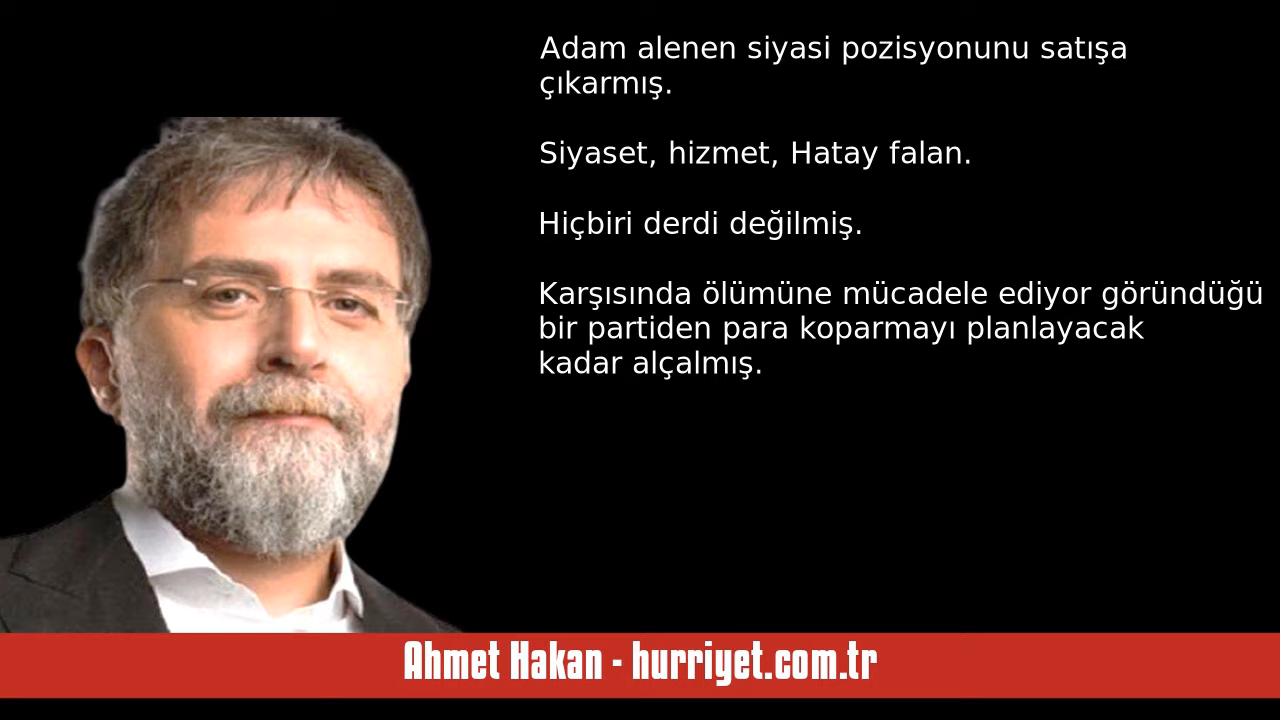 Adam alenen siyasi pozisyonunu satışa
çıkarmış.
Siyaset, hizmet, Hatay falan.
Hiçbiri derdi değilmiş.
Karşısında ölümüne mücadele ediyor göründüğü
bir partiden para koparmayı planlayacak
kadar alçalmış.
Ahmet Hakan - hurriyet.com.tr